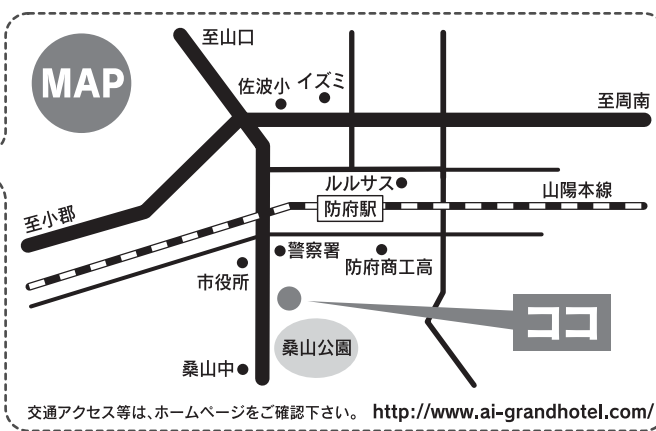 MAP
至山口
佐波小
イズミ
至周南
ルルサス
山陽本線
防府駅
至小郡
警察署
防府商工高
市役所
ココ
桑山公園
桑山中
交通アクセス等は、ホームページをご確認下さい。 http://www.ai-grandhotel.com/